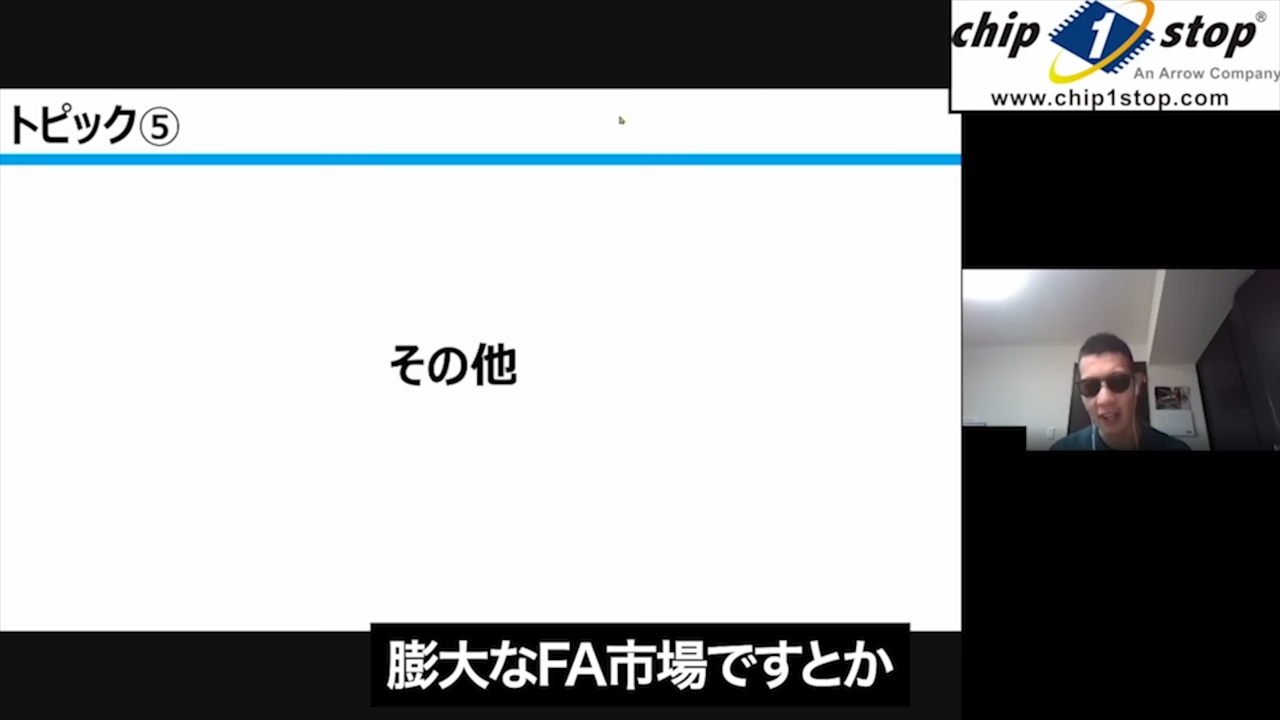 chip 1 stop®
An Arrow Company
www.chip1stop.com
トピック⑤
その他
膨大なFA市場ですとか